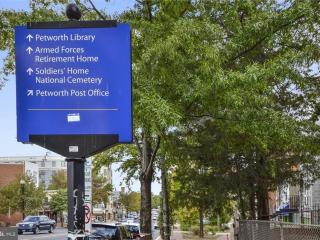 ↑ Petworth Library
↑ Armed Forces
Retirement Home
↑ Soldiers' Home
National Cemetery
↗ Petworth Post Office